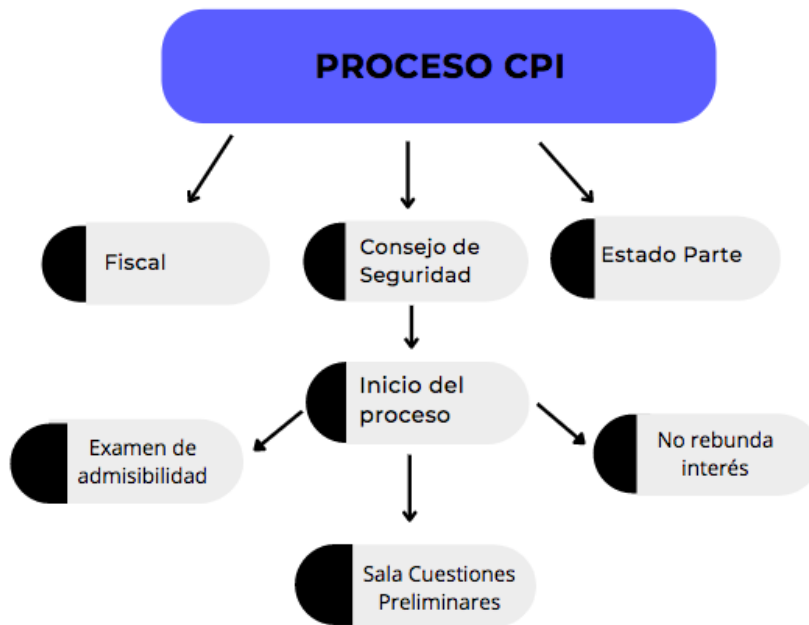 PROCESO CPI
Fiscal
Consejo de
Seguridad
Estado Parte
Inicio del
proceso
Examen de
admisibilidad
No rebunda
interés
Sala Cuestiones
Preliminares